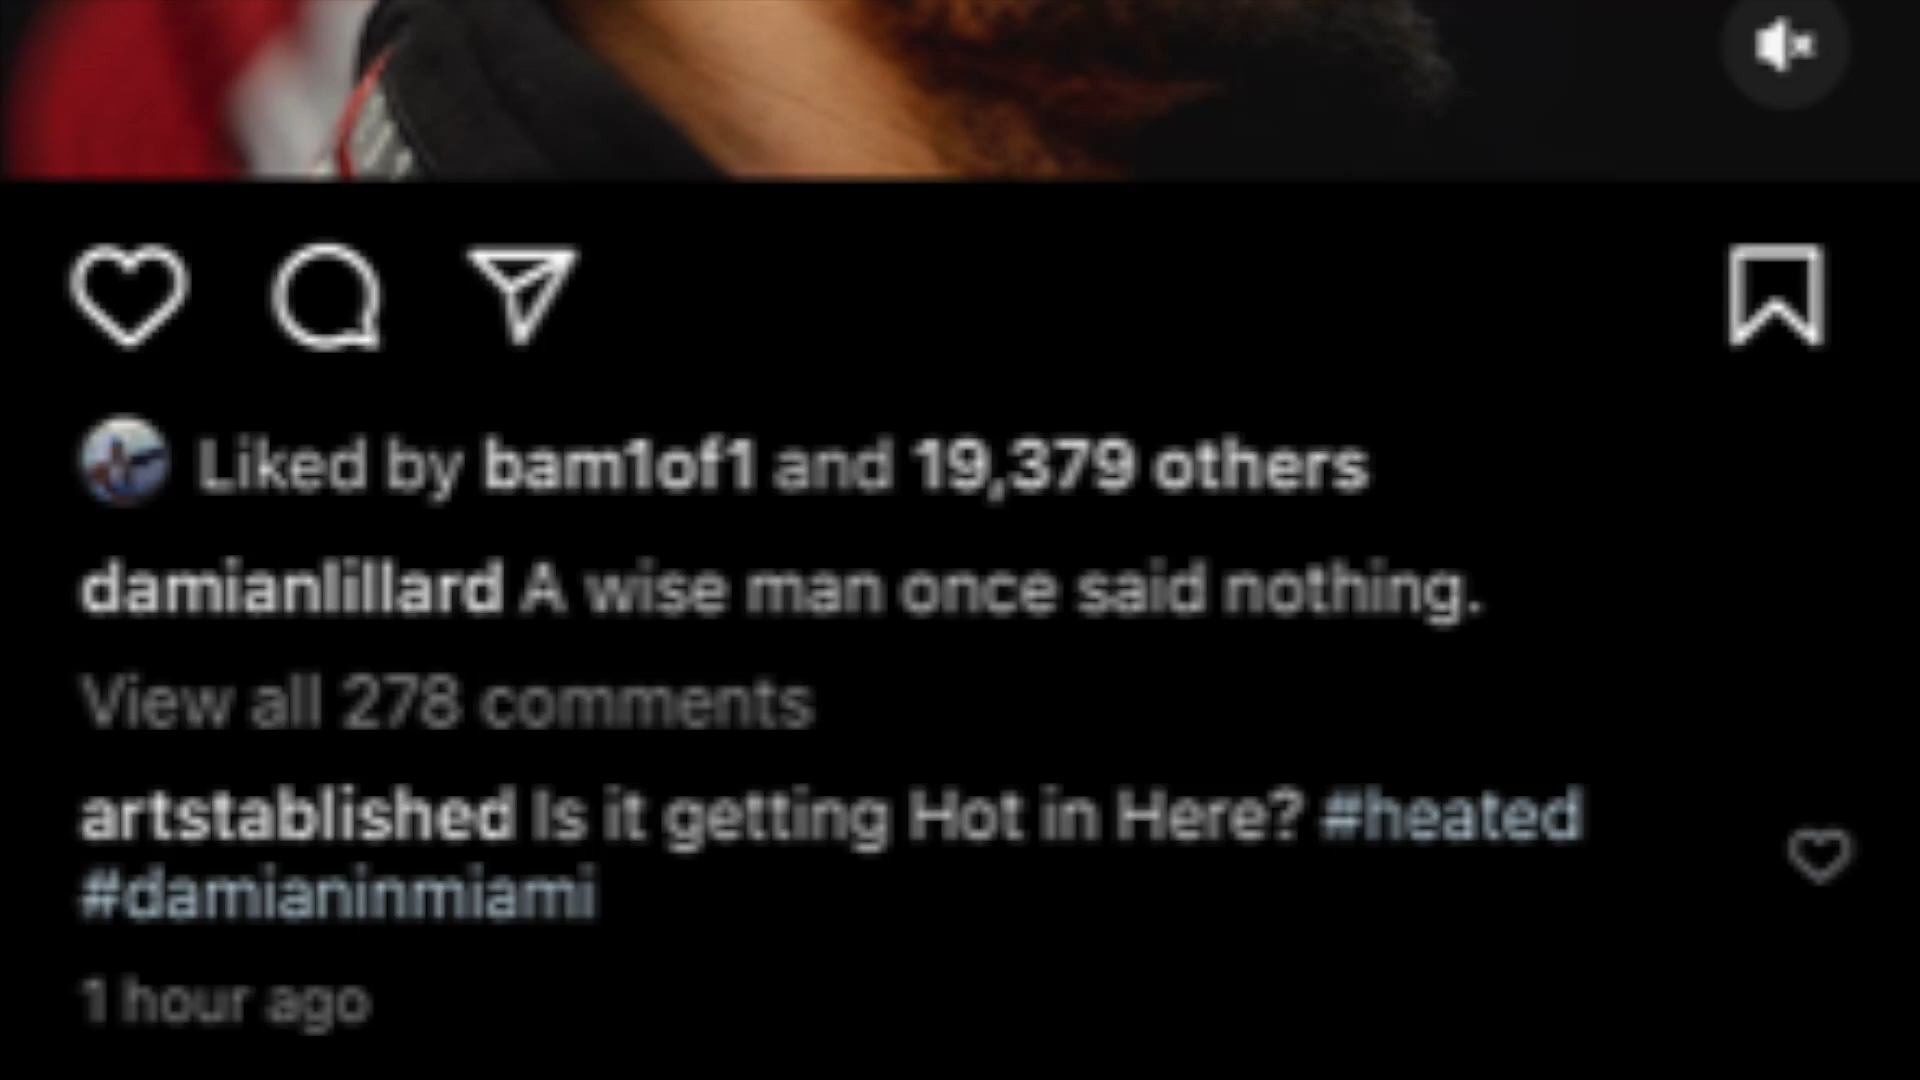 Liked by bam1of1 and 19,379 others
damianlillard A wise man once said nothing.
View all 278 comments
artstablished Is it getting Hot in Here? #heated
#damianinmiami
1 hour ago